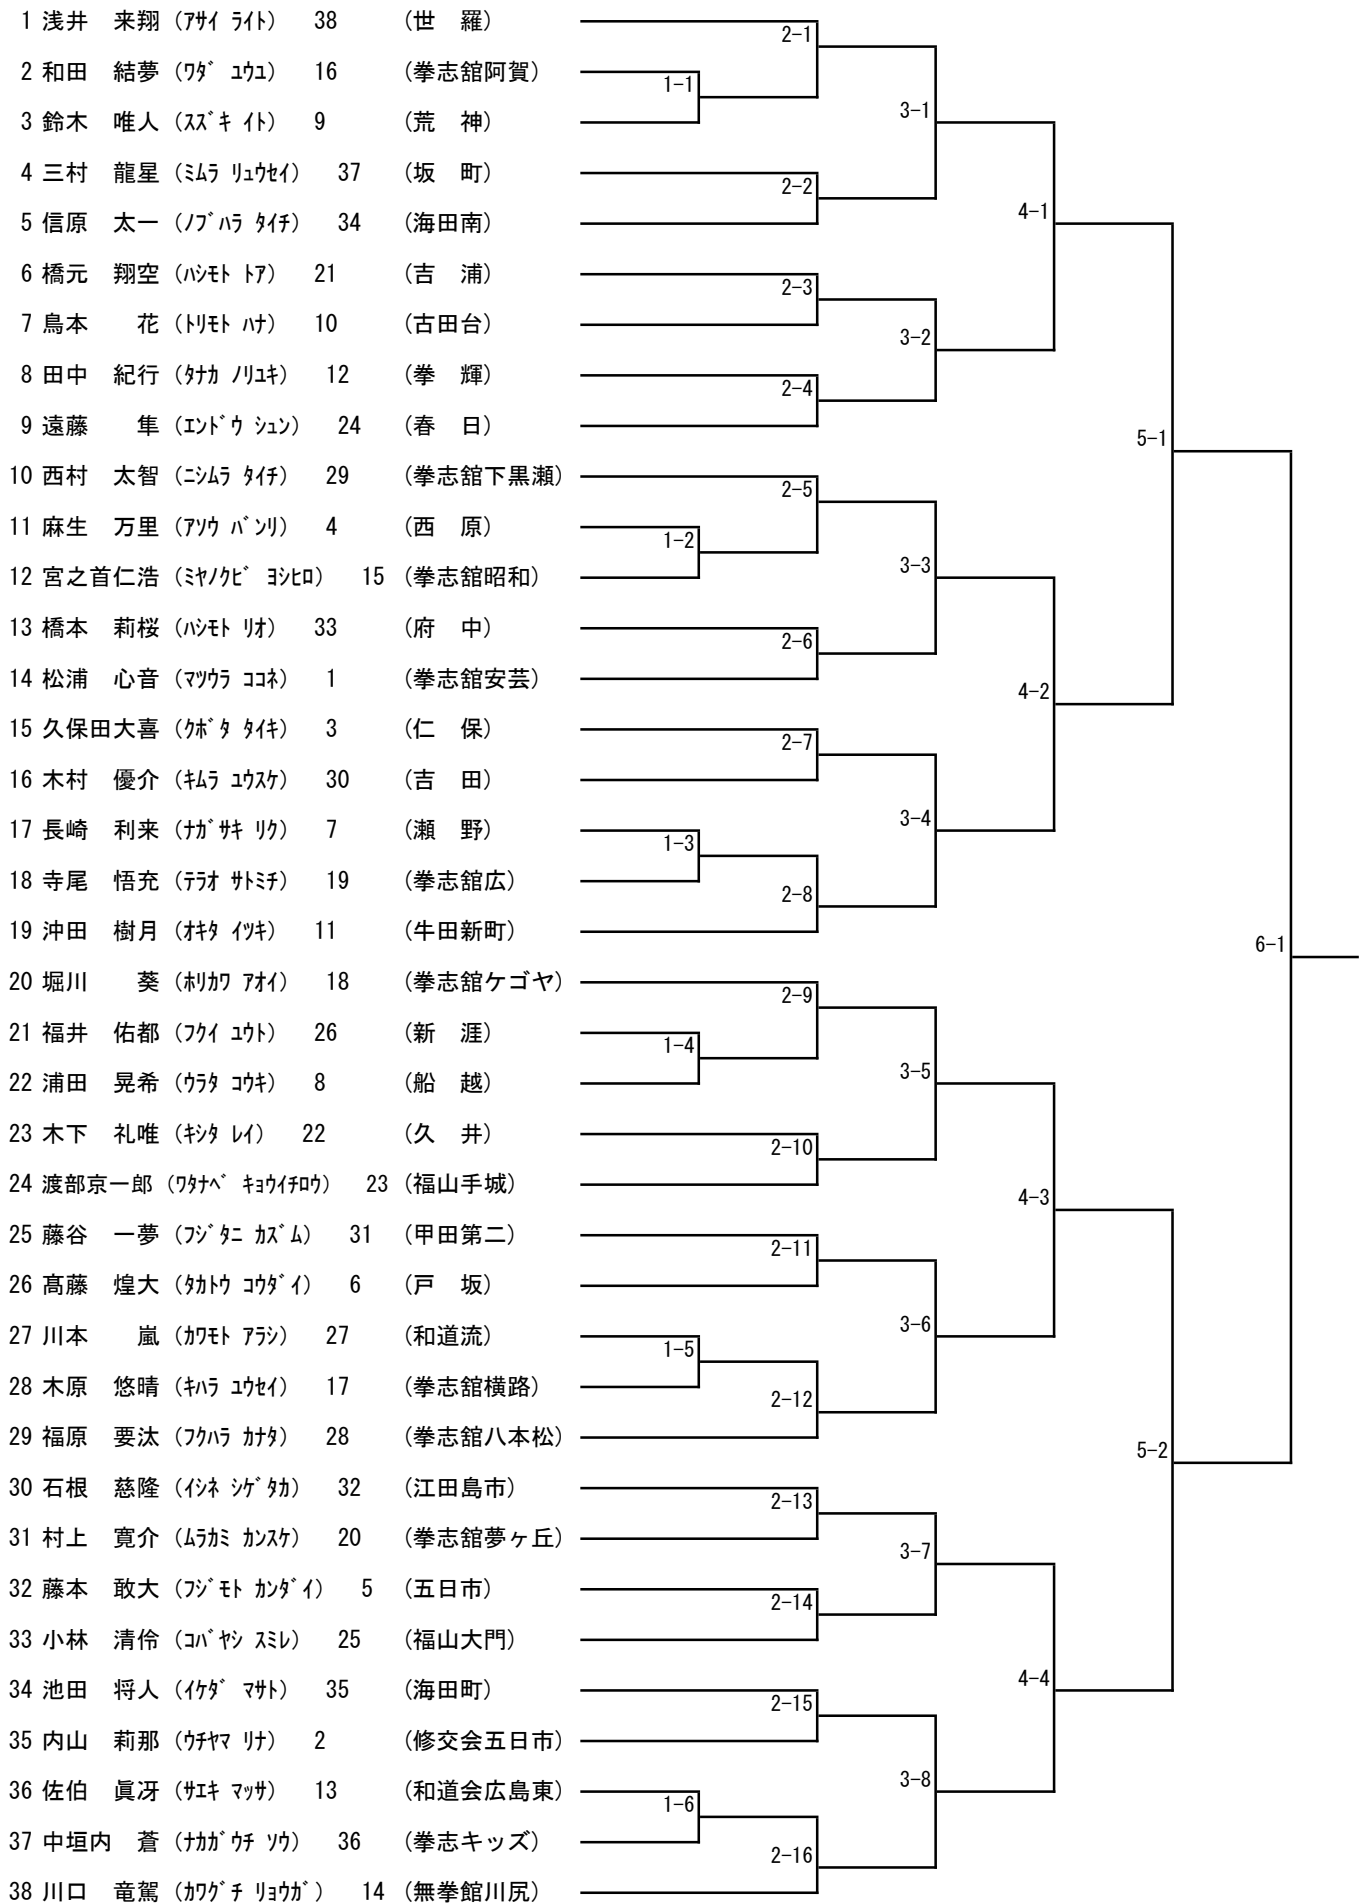 1 浅井　来翔 (ｱｻｲ ﾗｲﾄ)　38　(世　羅)
2-1
2 和田　結夢 (ﾜﾀﾞ ﾕｳﾕ)　16　(拳志舘阿賀)
1-1
3 鈴木　唯人 (ｽｽﾞｷ ｲﾄ)　9　(荒　神)
3-1
4 三村　龍星 (ﾐﾑﾗ ﾘｭｳｾｲ)　37　(坂　町)
2-2
5 信原　太一 (ﾉﾌﾞﾊﾗ ﾀｲﾁ)　34　(海田南)
4-1
6 橋元　翔空 (ﾊｼﾓﾄ ﾄｱ)　21　(吉　浦)
2-3
7 鳥本　　花 (ﾄﾘﾓﾄ ﾊﾅ)　10　(古田台)
3-2
8 田中　紀行 (ﾀﾅｶ ﾉﾘﾕｷ)　12　(拳　輝)
2-4
9 遠藤　　隼 (ｴﾝﾄﾞｳ ｼｭﾝ)　24　(春　日)
5-1
10 西村　太智 (ﾆｼﾑﾗ ﾀｲﾁ)　29　(拳志舘下黒瀬)
2-5
11 麻生　万里 (ｱｿｳ ﾊﾞﾝﾘ)　4　(西　原)
1-2
3-3
12 宮之首仁浩 (ﾐﾔﾉｸﾋﾞ ﾖｼﾋﾛ)　15　(拳志舘昭和)
13 橋本　莉桜 (ﾊｼﾓﾄ ﾘｵ)　33　(府　中)
2-6
14 松浦　心音 (ﾏﾂｳﾗ ｺｺﾈ)　1　(拳志舘安芸)
4-2
15 久保田大喜 (ｸﾎﾞﾀ ﾀｲｷ)　3　(仁　保)
2-7
16 木村　優介 (ｷﾑﾗ ﾕｳｽｹ)　30　(吉　田)
3-4
17 長崎　利来 (ﾅｶﾞｻｷ ﾘｸ)　7　(瀬　野)
1-3
18 寺尾　悟充 (ﾃﾗｵ ｻﾄﾐﾁ)　19　(拳志舘広)
2-8
19 沖田　樹月 (ｵｷﾀ ｲﾂｷ)　11　(牛田新町)
6-1
20 堀川　　葵 (ﾎﾘｶﾜ ｱｵｲ)　18　(拳志舘ケゴヤ)
2-9
21 福井　佑都 (ﾌｸｲ ﾕｳﾄ)　26　(新　涯)
1-4
3-5
22 浦田　晃希 (ｳﾗﾀ ｺｳｷ)　8　(船　越)
23 木下　礼唯 (ｷｼﾀ ﾚｲ)　22　(久　井)
2-10
24 渡部京一郎 (ﾜﾀﾅﾍﾞ ｷｮｳｲﾁﾛｳ)　23　(福山手城)
4-3
25 藤谷　一夢 (ﾌｼﾞﾀﾆ ｶｽﾞﾑ)　31　(甲田第二)
2-11
26 髙藤　煌大 (ﾀｶﾄｳ ｺｳﾀﾞｲ)　6　(戸　坂)
3-6
27 川本　　嵐 (ｶﾜﾓﾄ ｱﾗｼ)　27　(和道流)
1-5
28 木原　悠晴 (ｷﾊﾗ ﾕｳｾｲ)　17　(拳志舘横路)
2-12
29 福原　要汰 (ﾌｸﾊﾗ ｶﾅﾀ)　28　(拳志舘八本松)
5-2
30 石根　慈隆 (ｲｼﾈ ｼｹﾞﾀｶ)　32　(江田島市)
2-13
31 村上　寛介 (ﾑﾗｶﾐ ｶﾝｽｹ)　20　(拳志舘夢ヶ丘)
3-7
32 藤本　敢大 (ﾌｼﾞﾓﾄ ｶﾝﾀﾞｲ)　5　(五日市)
2-14
33 小林　清伶 (ｺﾊﾞﾔｼ ｽﾐﾚ)　25　(福山大門)
4-4
34 池田　将人 (ｲｹﾀﾞ ﾏｻﾄ)　35　(海田町)
2-15
35 内山　莉那 (ｳﾁﾔﾏ ﾘﾅ)　2　(修交会五日市)
3-8
36 佐伯　眞冴 (ｻｴｷ ﾏｯｻ)　13　(和道会広島東)
1-6
37 中垣内　蒼 (ﾅｶｶﾞｳﾁ ｿｳ)　36　(拳志キッズ)
2-16
38 川口　竜駕 (ｶﾜｸﾞﾁ ﾘｮｳｶﾞ)　14　(無拳館川尻)